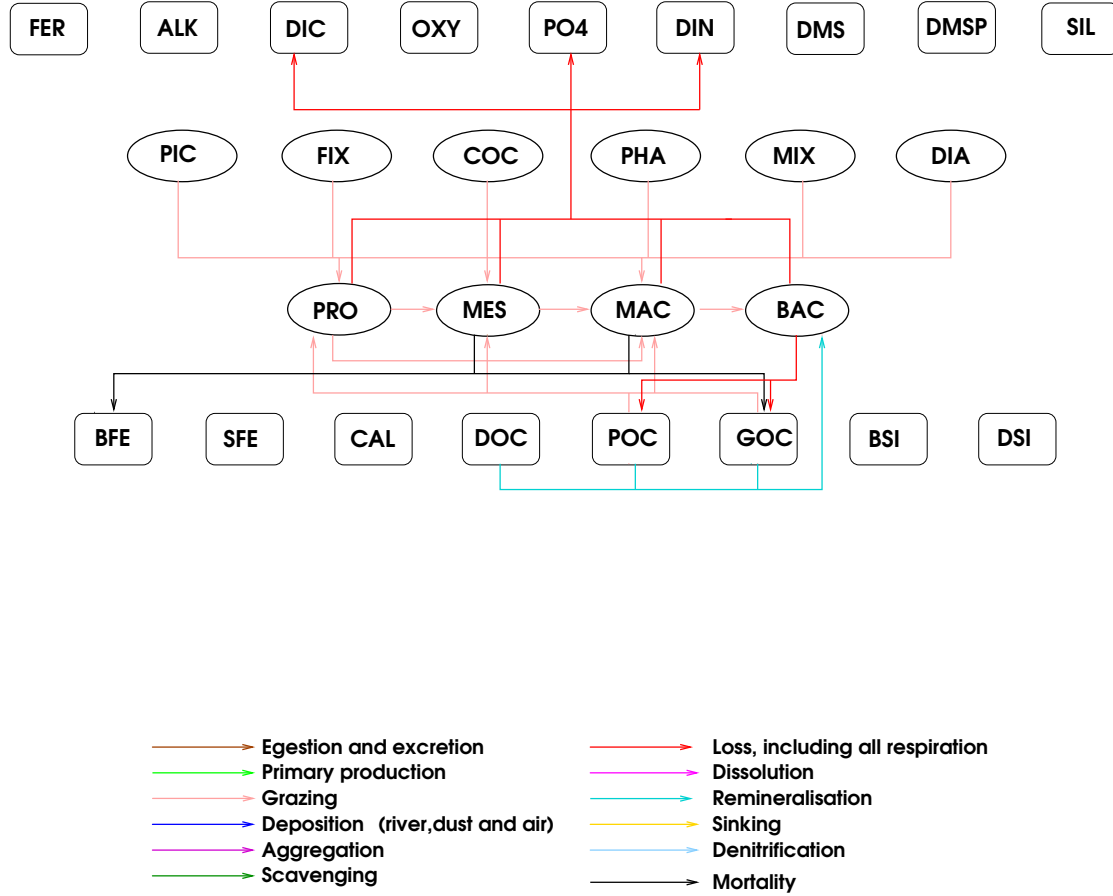 FER ALK DIC OXY PO4 DIN DMS DMSP SIL
PIC FIX COC PHA MIX DIA
PRO MES MAC BAC
BFE SFE CAL DOC POC GOC BSI DSI
Egestion and excretion
Primary production
Grazing
Deposition (river,dust and air)
Aggregation
Scavenging
Loss, including all respiration
Dissolution
Remineralisation
Sinking
Denitrification
Mortality